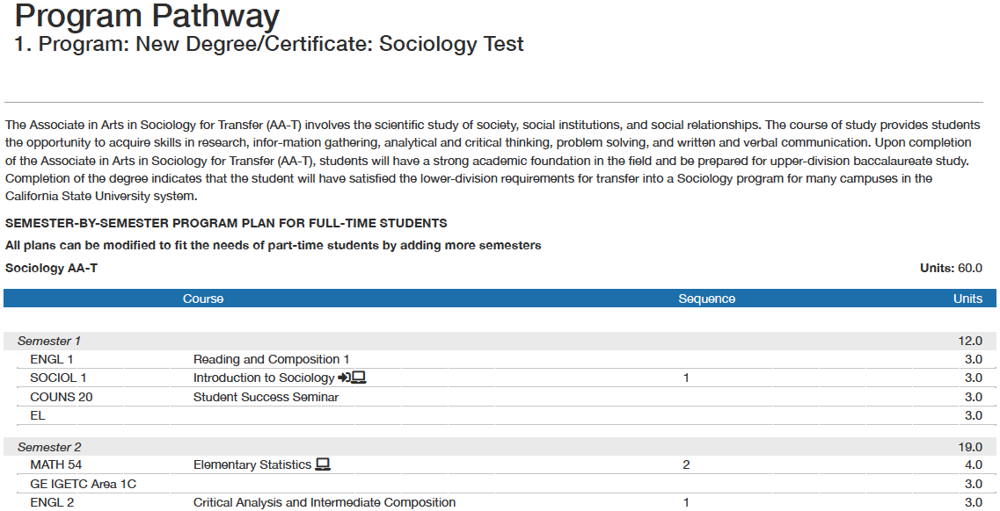 Program Pathway
1. Program: New Degree/Certificate: Sociology Test
The Associate in Arts in Sociology for Transfer (AA-T) involves the scientific study of society, social institutions, and social relationships. The course of study provides students
the opportunity to acquire skills in research, infor-mation gathering, analytical and critical thinking, problem solving, and written and verbal communication. Upon completion
of the Associate in Arts in Sociology for Transfer (AA-T), students will have a strong academic foundation in the field and be prepared for upper-division baccalaureate study.
Completion of the degree indicates that the student will have satisfied the lower-division requirements for transfer into a Sociology program for many campuses in the
California State University system.
SEMESTER-BY-SEMESTER PROGRAM PLAN FOR FULL-TIME STUDENTS
All plans can be modified to fit the needs of part-time students by adding more semesters
Sociology AA-T Units: 60.0
Course Sequence Units
Semester 1 12.0
ENGL 1 Reading and Composition 1 3.0
SOCIOL 1 Introduction to Sociology 1 3.0
COUNS 20 Student Success Seminar 3.0
EL 3.0
Semester 2 19.0
MATH 54 Elementary Statistics 2 4.0
GE IGETC Area 1C 3.0
ENGL 2 Critical Analysis and Intermediate Composition 1 3.0